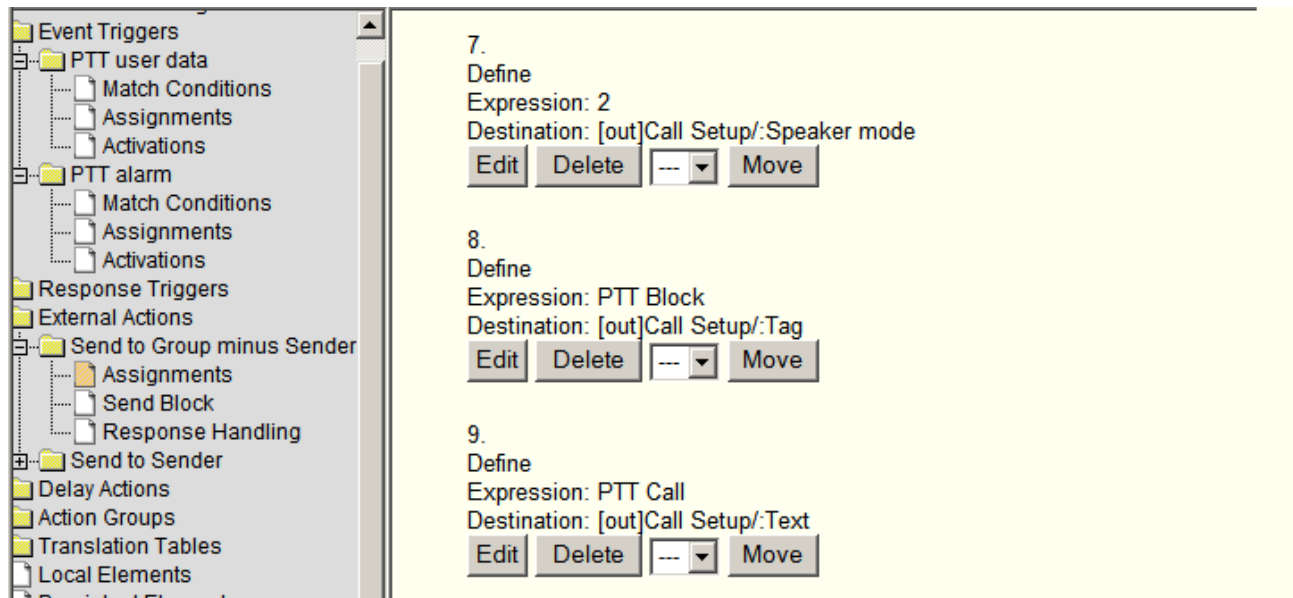 Event Triggers
PTT user data
Match Conditions
Assignments
Activations
PTT alarm
Match Conditions
Assignments
Activations
Response Triggers
External Actions
Send to Group minus Sender
Assignments
Send Block
Response Handling
Send to Sender
Delay Actions
Action Groups
Translation Tables
Local Elements
7.
Define
Expression: 2
Destination: [out]Call Setup/:Speaker mode
Edit Delete --- Move
8.
Define
Expression: PTT Block
Destination: [out]Call Setup/:Tag
Edit Delete --- Move
9.
Define
Expression: PTT Call
Destination: [out]Call Setup/:Text
Edit Delete --- Move